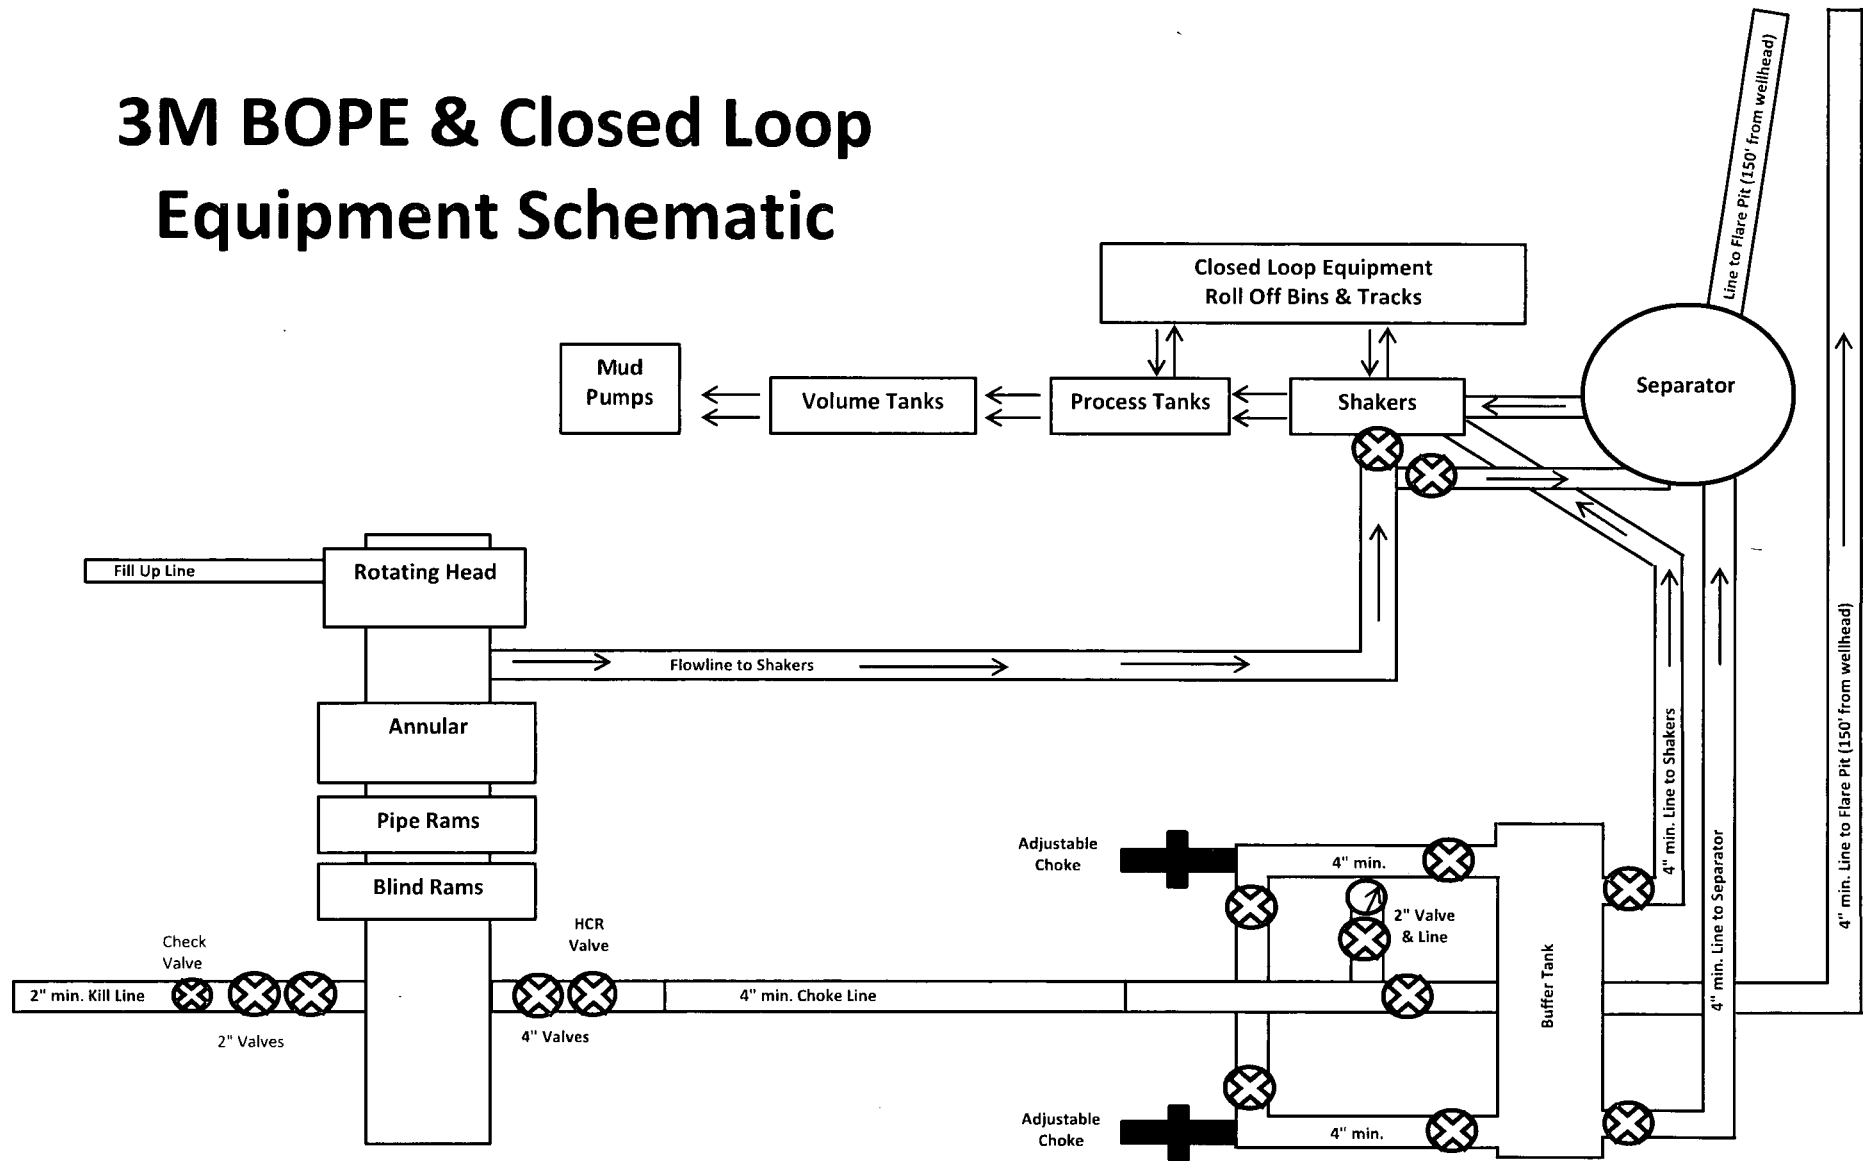 3M BOPE & Closed Loop
Equipment Schematic
Line to Flare Pit (150' from wellhead)
Closed Loop Equipment
Roll Off Bins & Tracks
Mud
Pumps
Volume Tanks
Process Tanks
Shakers
Separator
Fill Up Line
Rotating Head
Flowline to Shakers
Annular
Pipe Rams
Blind Rams
Check
Valve
2" min. Kill Line
2" Valves
HCR
Valve
4" Valves
4" min. Choke Line
Adjustable
Choke
4" min.
2" Valve
& Line
Adjustable
Choke
4" min.
Buffer Tank
4" min. Line to Shakers
4" min. Line to Separator
4" min. Line to Flare Pit (150' from wellhead)